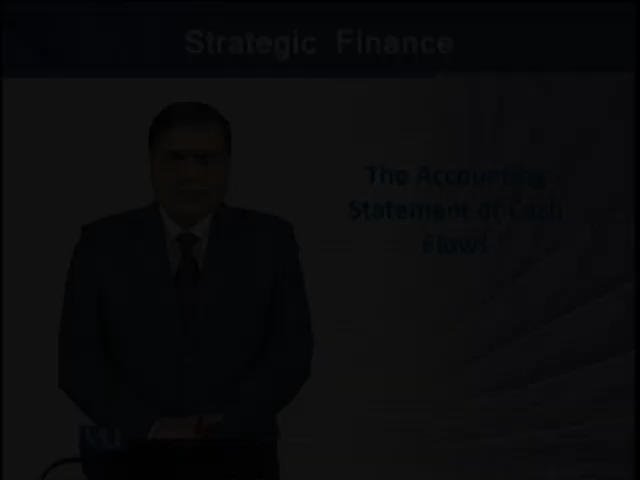 Strategic Finance
The Accounting
Statement of Cash
Flows